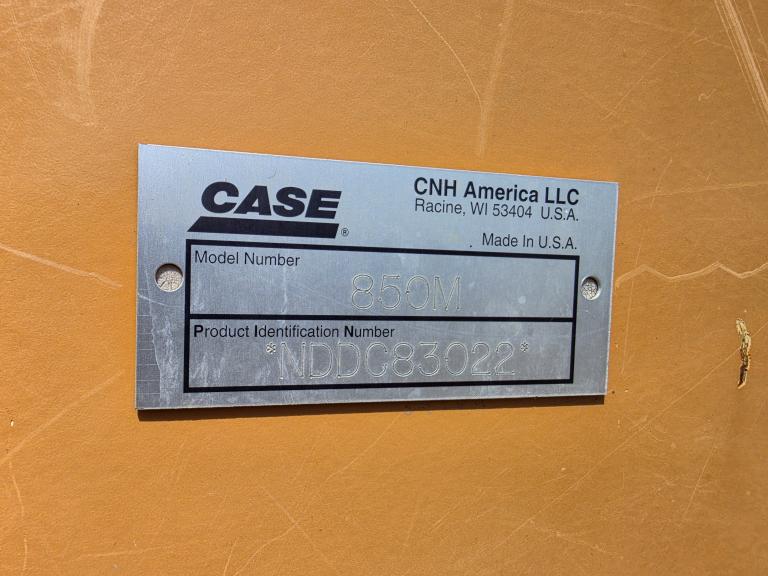 CASE®
CNH America LLC
Racine, WI 53404 U.S.A.
Made In U.S.A.
Model Number
850M
Product Identification Number
*NDDC83022*